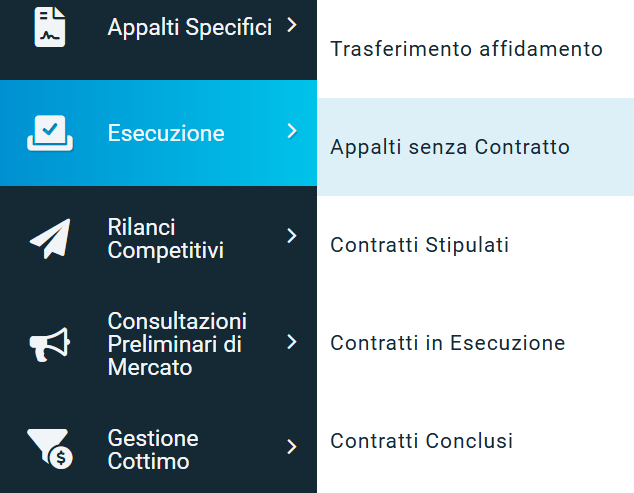 Appalti Specifici
Esecuzione
Rilanci
Competitivi
Consultazioni
Preliminari di
Mercato
Gestione
Cottimo
Trasferimento affidamento
Appalti senza Contratto
Contratti Stipulati
Contratti in Esecuzione
Contratti Conclusi